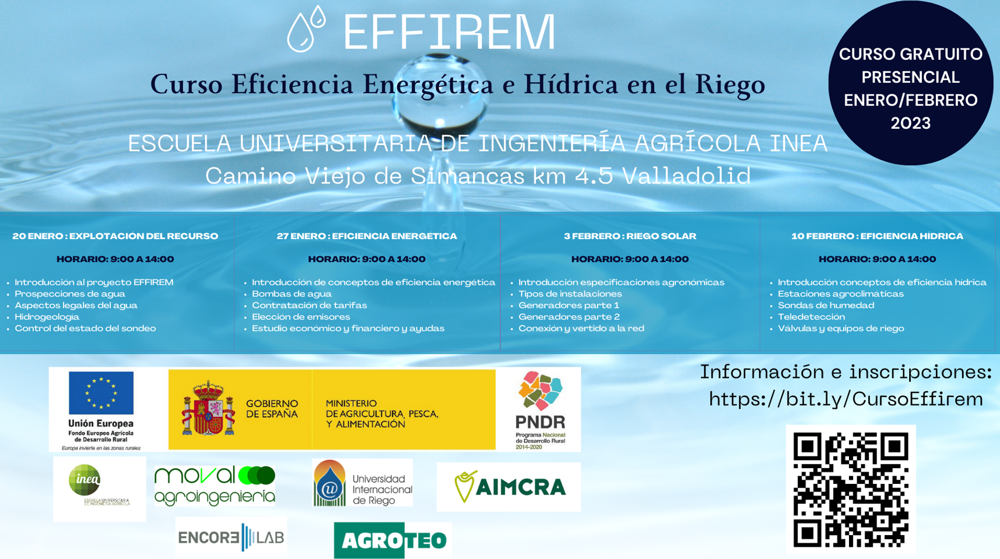 EFFIREM
Curso Eficiencia Energética e Hídrica en el Riego
ESCUELA UNIVERSITARIA DE INGENIERÍA AGRÍCOLA INEA
Camino Viejo de Simancas km 4.5 Valladolid
CURSO GRATUITO
PRESENCIAL
ENERO/FEBRERO
2023
20 ENERO : EXPLOTACIÓN DEL RECURSO
HORARIO: 9:00 A 14:00
• Introducción al proyecto EFFIREM
• Prospecciones de agua
• Aspectos legales del agua
• Hidrogeología
• Control del estado del sondeo
27 ENERO : EFICIENCIA ENERGÉTICA
HORARIO: 9:00 A 14:00
• Introducción de conceptos de eficiencia energética
• Bombas de agua
• Contratación de tarifas
• Elección de emisores
• Estudio económico y financiero y ayudas
3 FEBRERO : RIEGO SOLAR
HORARIO: 9:00 A 14:00
• Introducción especificaciones agronómicas
• Tipos de instalaciones
• Generadores parte 1
• Generadores parte 2
• Conexión y vertido a la red
10 FEBRERO : EFICIENCIA HÍDRICA
HORARIO: 9:00 A 14:00
• Introducción conceptos de eficiencia hídrica
• Estaciones agroclimáticas
• Sondas de humedad
• Teledetección
• Válvulas y equipos de riego
Unión Europea
Fondo Europeo Agrícola
de Desarrollo Rural
Europa invierte en las zonas rurales
GOBIERNO
DE ESPAÑA
MINISTERIO
DE AGRICULTURA, PESCA,
Y ALIMENTACIÓN
PNDR
Programa Nacional
de Desarrollo Rural
2014-2020
Información e inscripciones:
https://bit.ly/CursoEffirem
inea
ESCUELA UNIVERSITARIA
DE INGENIERÍA AGRÍCOLA
moval
agroingeniería
Universidad
Internacional
de Riego
AIMCRA
ENCORE LAB
AGROTEO